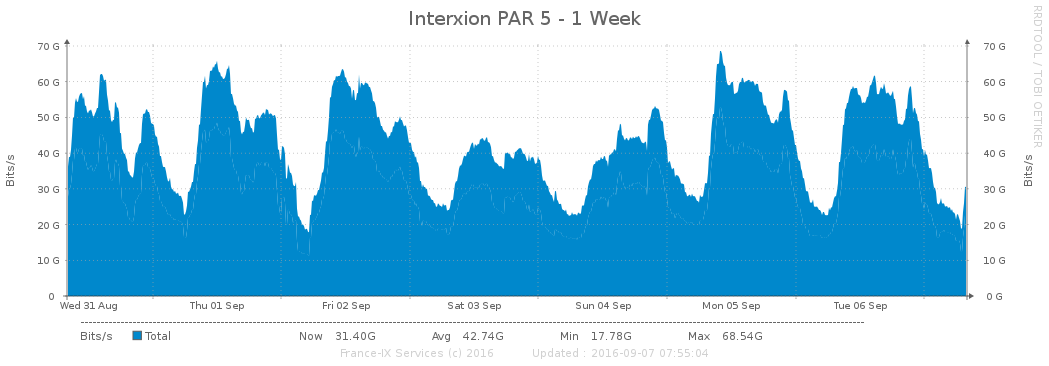 Interxion PAR 5 - 1 Week
RRDTOOL / TOBI OETIKER
Bits/s
70 G
60 G
50 G
40 G
30 G
20 G
10 G
0
70 G
60 G
50 G
40 G
30 G
20 G
10 G
0 G
Bits/s
Wed 31 Aug Thu 01 Sep Fri 02 Sep Sat 03 Sep Sun 04 Sep Mon 05 Sep Tue 06 Sep
Bits/s Total Now 31.40G Avg 42.74G Min 17.78G Max 68.54G
France-IX Services (c) 2016 Updated : 2016-09-07 07:55:04